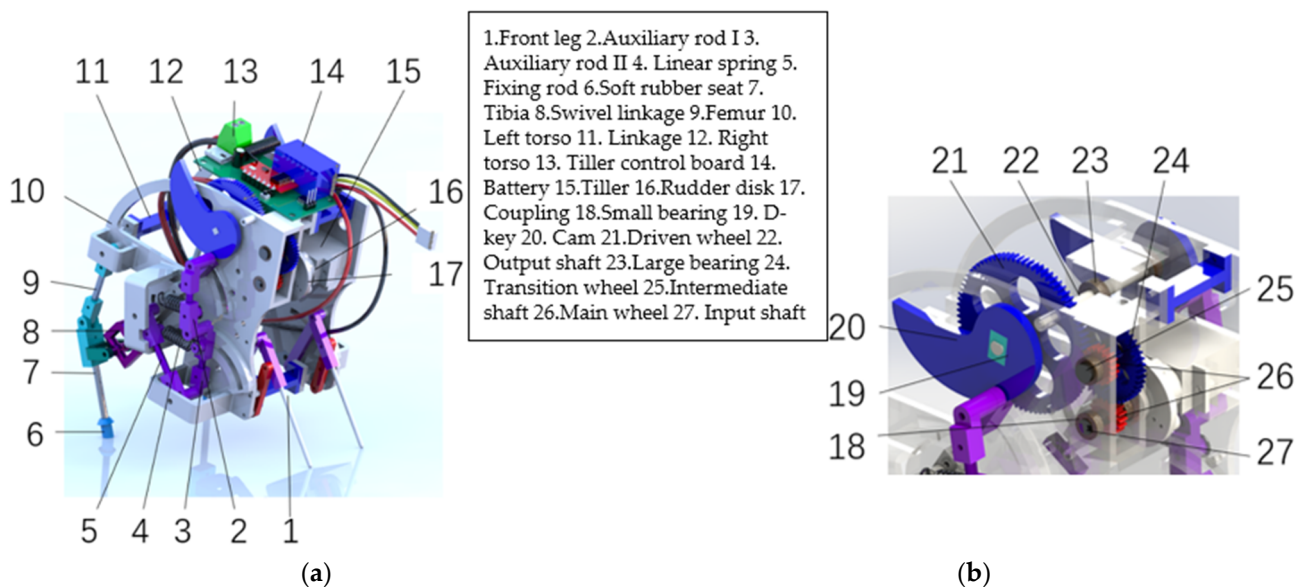 1.Front leg 2.Auxiliary rod I 3.
Auxiliary rod II 4. Linear spring 5.
Fixing rod 6.Soft rubber seat 7.
Tibia 8.Swivel linkage 9.Femur 10.
Left torso 11. Linkage 12. Right
torso 13. Tiller control board 14.
Battery 15.Tiller 16.Rudder disk 17.
Coupling 18.Small bearing 19. D-
key 20. Cam 21.Driven wheel 22.
Output shaft 23.Large bearing 24.
Transition wheel 25.Intermediate
shaft 26.Main wheel 27. Input shaft
11 12 13 14 15
10
16
9
17
8
7
6
5 4 3 2 1
(a)
21 22 23 24
25
20
26
19
18
27
(b)